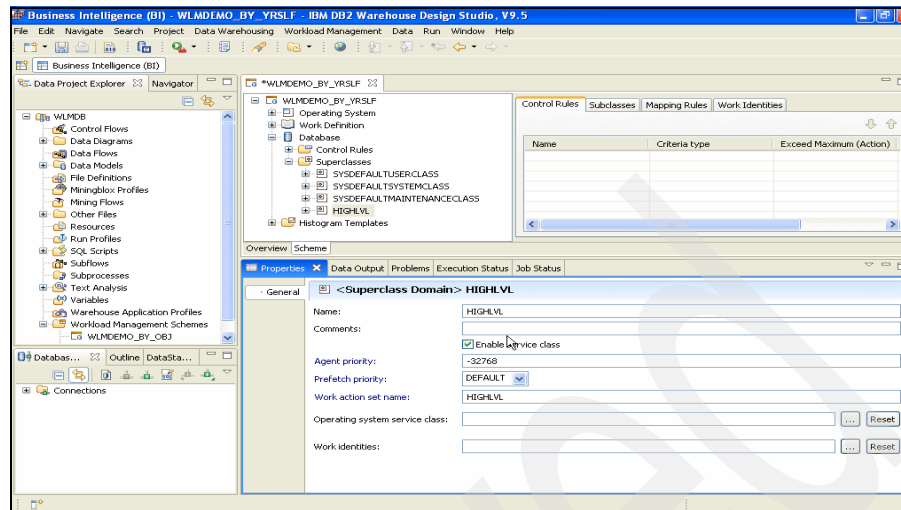 Business Intelligence (BI) - WLMDEMO_BY_YRSLF - IBM DB2 Warehouse Design Studio, V9.5
File Edit Navigate Search Project Data Warehousing Workload Management Data Run Window Help
Business Intelligence (BI)
Data Project Explorer Navigator
WLMDB
Control Flows
Data Diagrams
Data Flows
Data Models
File Definitions
Miningblox Profiles
Mining Flows
Other Files
Resources
Run Profiles
SQL Scripts
Subflows
Subprocesses
Text Analysis
Variables
Warehouse Application Profiles
Workload Management Schemes
WLMDEMO_BY_OBJ
Databas... Outline DataSta...
Connections
*WLMDEMO_BY_YRSLF
WLMDEMO_BY_YRSLF
Operating System
Work Definition
Database
Control Rules
Superclasses
SYSDEFAULTUSERCLASS
SYSDEFAULTSYSTEMCLASS
SYSDEFAULTMAINTENANCECLASS
HIGHLVL
Histogram Templates
Overview Scheme
Control Rules Subclasses Mapping Rules Work Identities
Name Criteria type Exceed Maximum (Action)
Properties Data Output Problems Execution Status Job Status
General
<Superclass Domain> HIGHLVL
Name: HIGHLVL
Comments:
Enable service class
Agent priority: -32768
Prefetch priority: DEFAULT
Work action set name: HIGHLVL
Operating system service class: ... Reset
Work identities: ... Reset